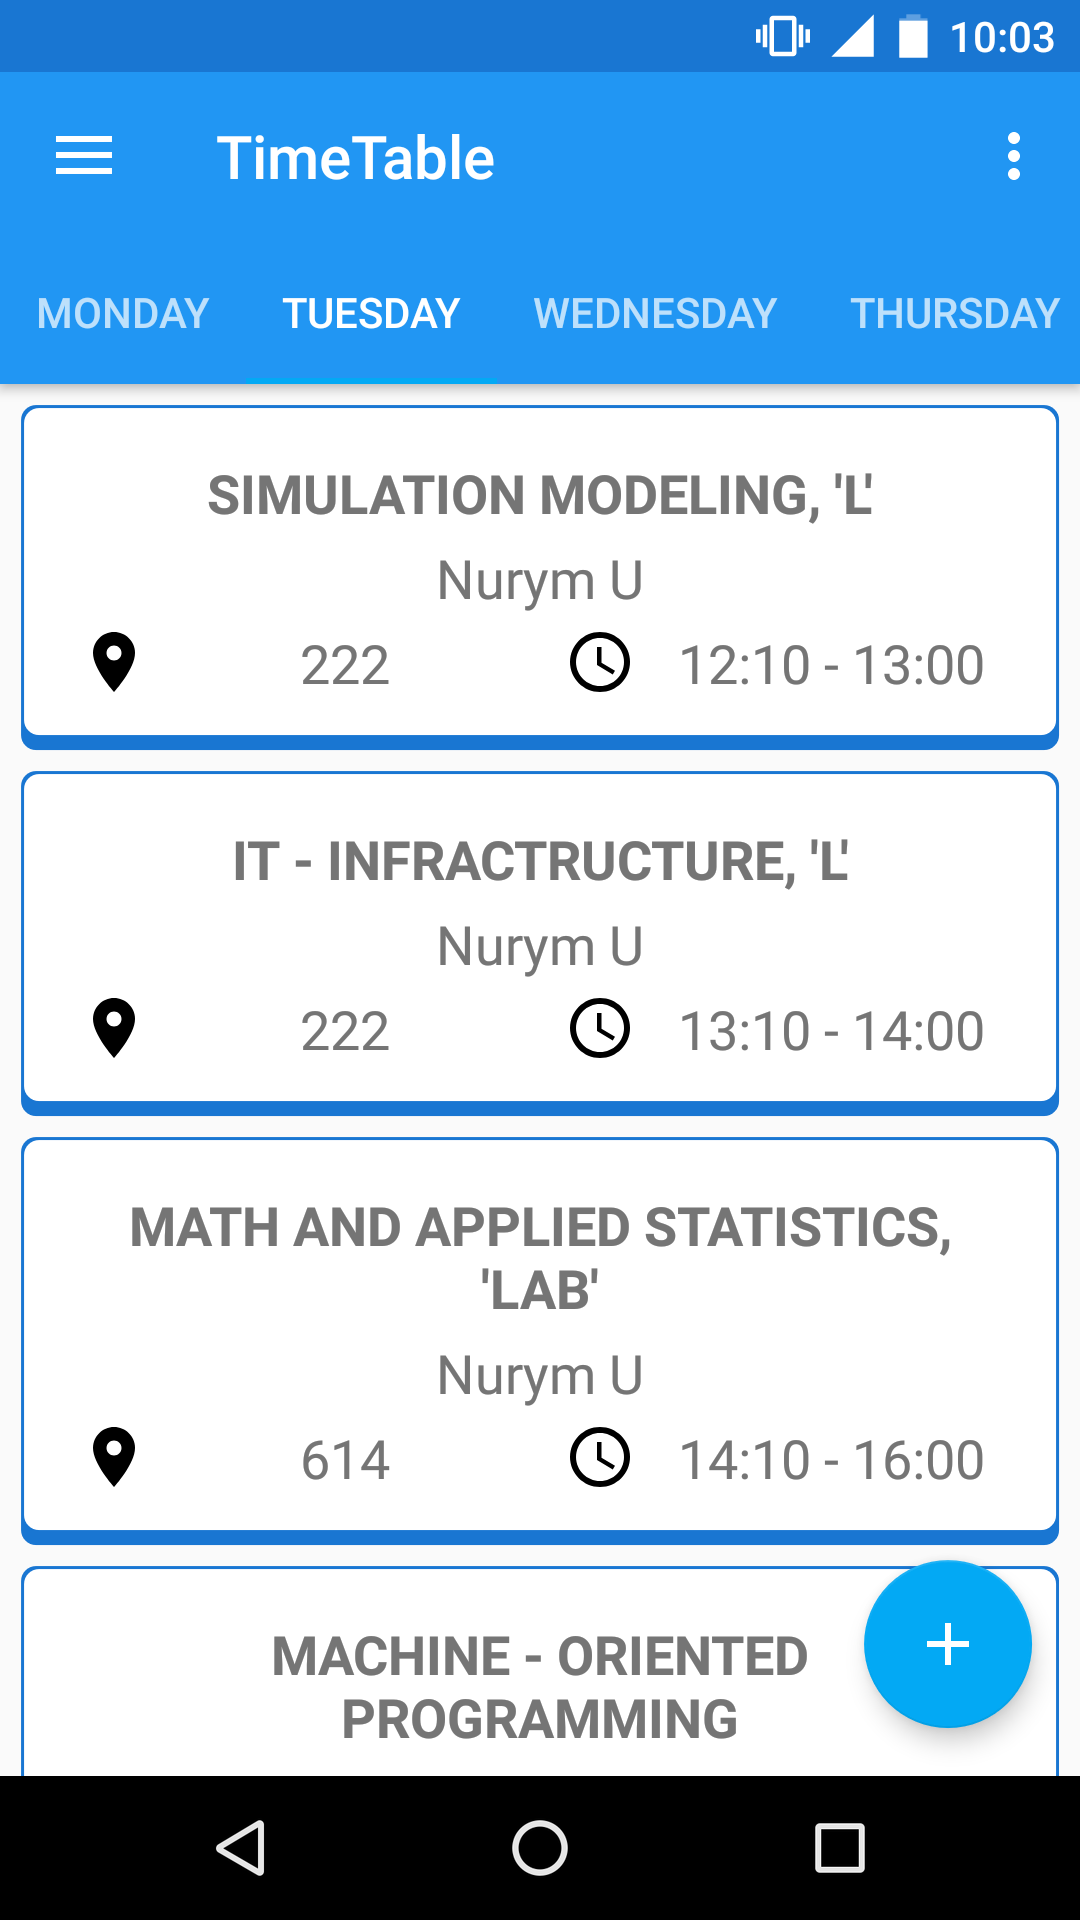 10:03
TimeTable
MONDAY TUESDAY WEDNESDAY THURSDAY
SIMULATION MODELING, 'L'
Nurym U
222 12:10 - 13:00
IT - INFRACTRUCTURE, 'L'
Nurym U
222 13:10 - 14:00
MATH AND APPLIED STATISTICS,
'LAB'
Nurym U
614 14:10 - 16:00
MACHINE - ORIENTED
PROGRAMMING